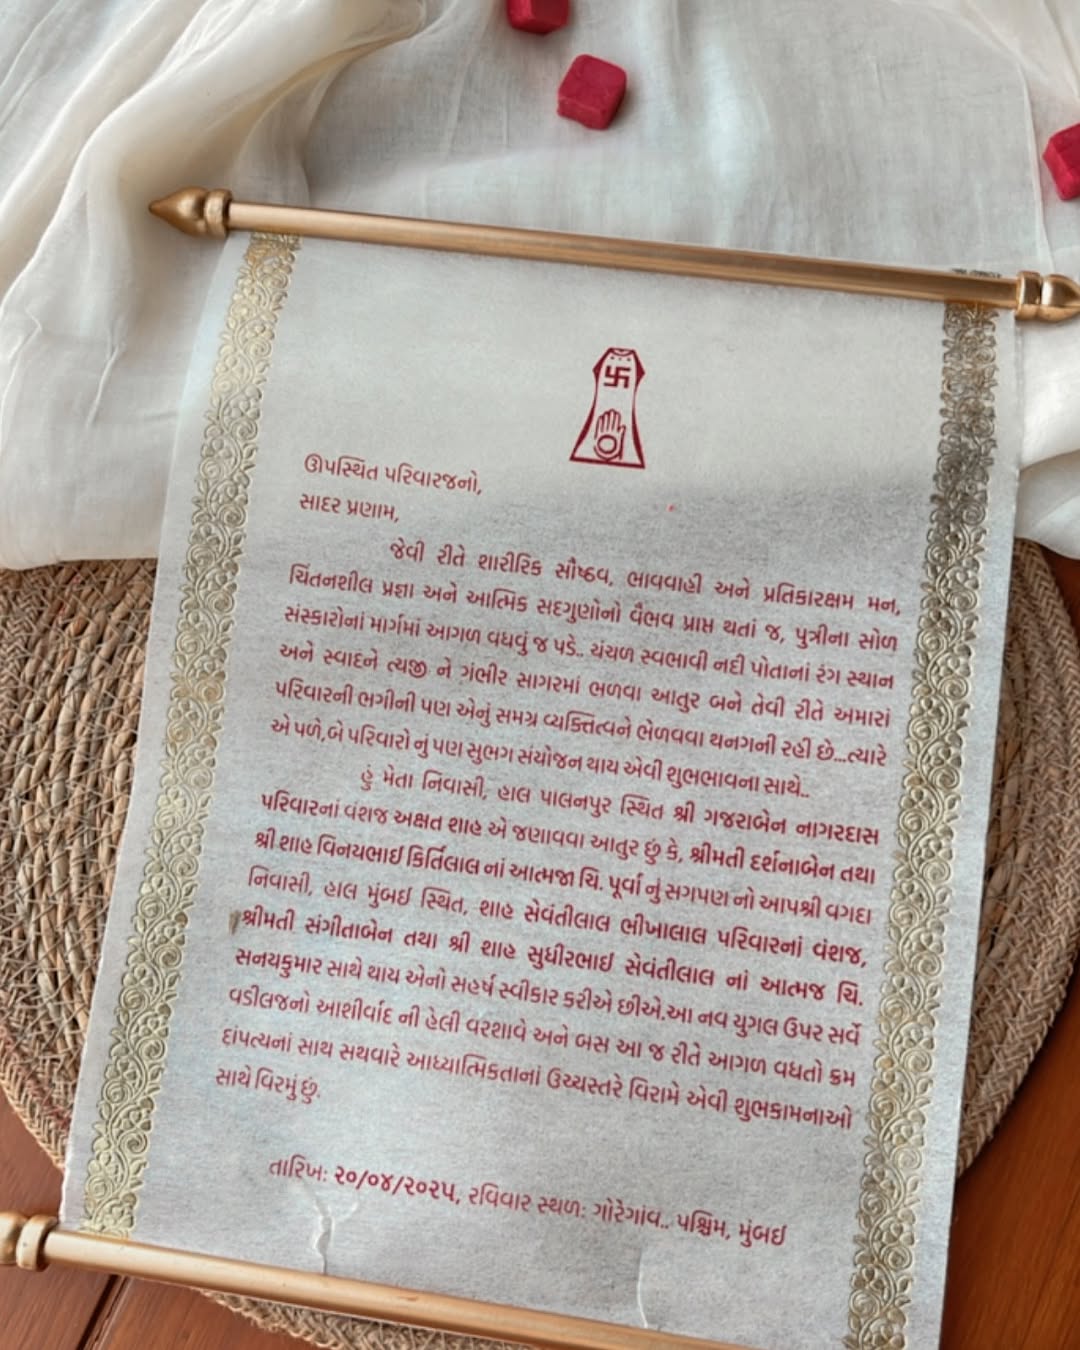 ઊપસ્થિત પરિવારજનો,
સાદર પ્રણામ,
જેવી રીતે શારીરિક સૌષ્ઠવ, ભાવવાહી અને પ્રતિકારક્ષમ મન,
ચિંતનશીલ પ્રજ્ઞા અને આત્મિક સદગુણોનો વૈભવ પ્રાપ્ત થતાં જ, પુત્રીના સોળ
સંસ્કારોનાં માર્ગમાં આગળ વધવું જ પડે.. ચંચળ સ્વભાવી નદી પોતાનાં રંગ સ્થાન
અને સ્વાદને ત્યજી ને ગંભીર સાગરમાં ભળવા આતુર બને તેવી રીતે અમારાં
પરિવારની ભગીની પણ એનું સમગ્ર વ્યક્તિત્વને ભેળવવા થનગની રહી છે...ત્યારે
એ પળે,બે પરિવારો નું પણ સુભગ સંયોજન થાય એવી શુભભાવના સાથે..
હું મેતા નિવાસી, હાલ પાલનપુર સ્થિત શ્રી ગજરાબેન નાગરદાસ
પરિવારનાં વંશજ અક્ષત શાહ એ જણાવવા આતુર છું કે, શ્રીમતી દર્શનાબેન તથા
શ્રી શાહ વિનયભાઈ કિર્તિલાલ નાં આત્મજા ચિ. પૂર્વા નું સગપણ નો આપશ્રી વગદા
નિવાસી, હાલ મુંબઈ સ્થિત, શાહ સેવંતીલાલ ભીખાલાલ પરિવારનાં વંશજ,
શ્રીમતી સંગીતાબેન તથા શ્રી શાહ સુધીરભાઈ સેવંતીલાલ નાં આત્મજ ચિ.
સનયકુમાર સાથે થાય એનો સહર્ષ સ્વીકાર કરીએ છીએ.આ નવ યુગલ ઉપર સર્વે
વડીલજનો આશીર્વાદ ની હેલી વરશાવે અને બસ આ જ રીતે આગળ વધતો ક્રમ
દાંપત્યનાં સાથ સથવારે આધ્યાત્મિકતાનાં ઉચ્ચસ્તરે વિરામે એવી શુભકામનાઓ
સાથે વિરમું છું.
તારિખ: ૨૦/૦૪/૨૦૨૫, રવિવાર સ્થળ: ગોરેગાંવ.. પશ્ચિમ, મુંબઈ